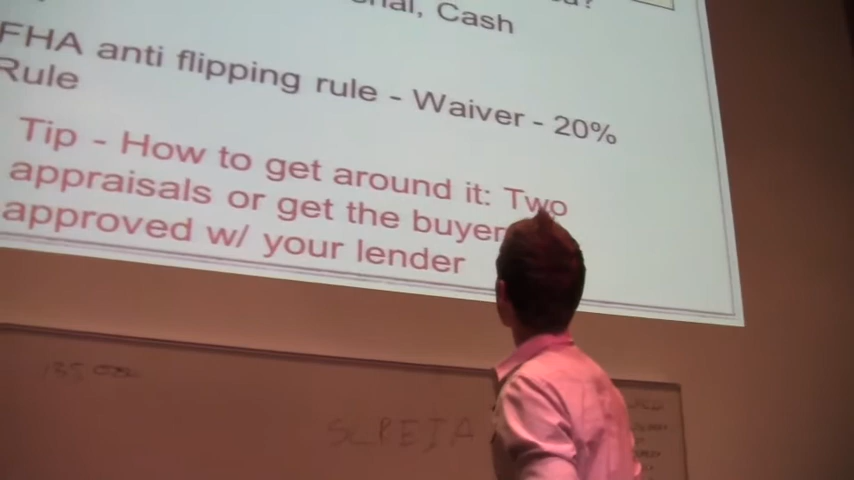 Cash
FHA anti flipping rule - Waiver - 20%
Rule
Tip - How to get around it: Two
appraisals or get the buyer
approved w/ your lender
SCREIA